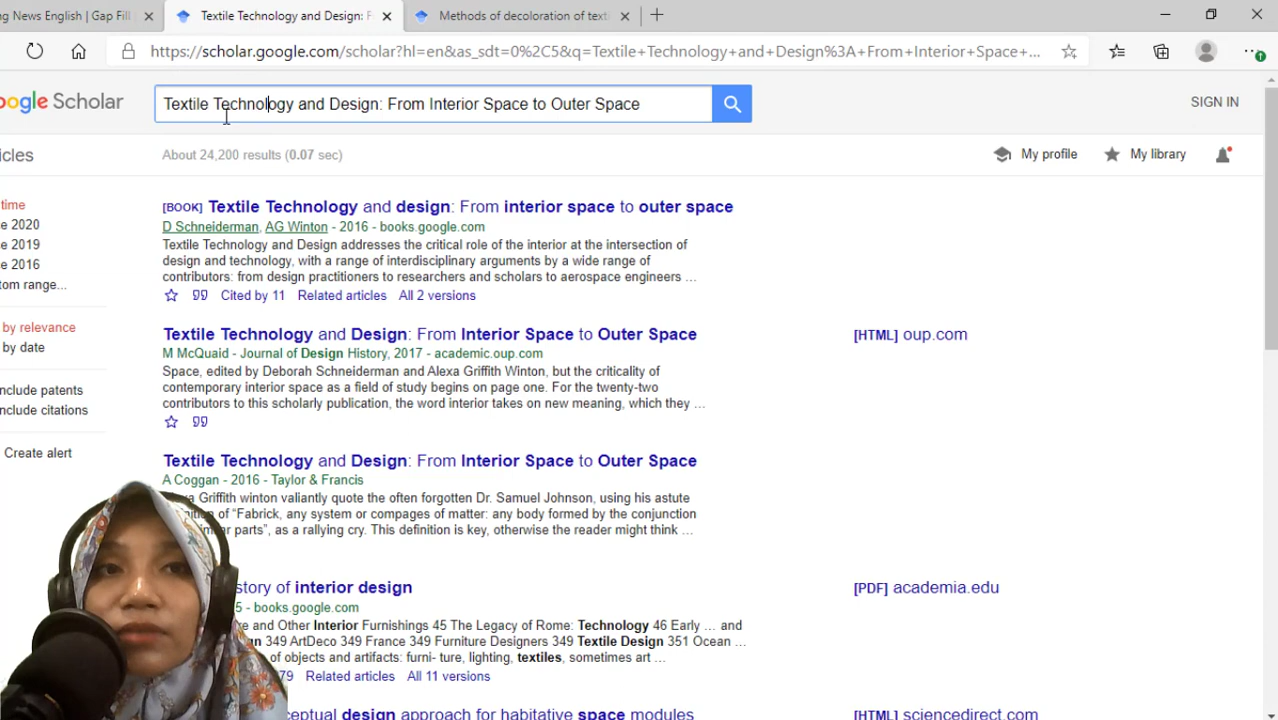 ng News English | Gap Fill
Textile Technology and Design: F
Methods of decoloration of text
https://scholar.google.com/scholar?hl=en&as_sdt=0%2C5&q=Textile+Technology+and+Design%3A+From+Interior+Space+...
oogle Scholar
Textile Technology and Design: From Interior Space to Outer Space
SIGN IN
icles
About 24,200 results (0.07 sec)
My profile
My library
time
e 2020
e 2019
e 2016
tom range...
by relevance
by date
nclude patents
nclude citations
Create alert
[BOOK] Textile Technology and design: From interior space to outer space
D Schneiderman, AG Winton - 2016 - books.google.com
Textile Technology and Design addresses the critical role of the interior at the intersection of
design and technology, with a range of interdisciplinary arguments by a wide range of
contributors: from design practitioners to researchers and scholars to aerospace engineers ...
Cited by 11 Related articles All 2 versions
Textile Technology and Design: From Interior Space to Outer Space
[HTML] oup.com
M McQuaid - Journal of Design History, 2017 - academic.oup.com
Space, edited by Deborah Schneiderman and Alexa Griffith Winton, but the criticality of
contemporary interior space as a field of study begins on page one. For the twenty-two
contributors to this scholarly publication, the word interior takes on new meaning, which they ...
Textile Technology and Design: From Interior Space to Outer Space
A Coggan - 2016 - Taylor & Francis
Griffith winton valiantly quote the often forgotten Dr. Samuel Johnson, using his astute
of “Fabrick, any system or compages of matter: any body formed by the conjunction
parts”, as a rallying cry. This definition is key, otherwise the reader might think ...
story of interior design
[PDF] academia.edu
5 - books.google.com
re and Other Interior Furnishings 45 The Legacy of Rome: Technology 46 Early ... and
gn 349 ArtDeco 349 France 349 Furniture Designers 349 Textile Design 351 Ocean ...
of objects and artifacts: furni- ture, lighting, textiles, sometimes art ...
79 Related articles All 11 versions
ceptual design approach for habitative space modules
[HTML] sciencedirect.com